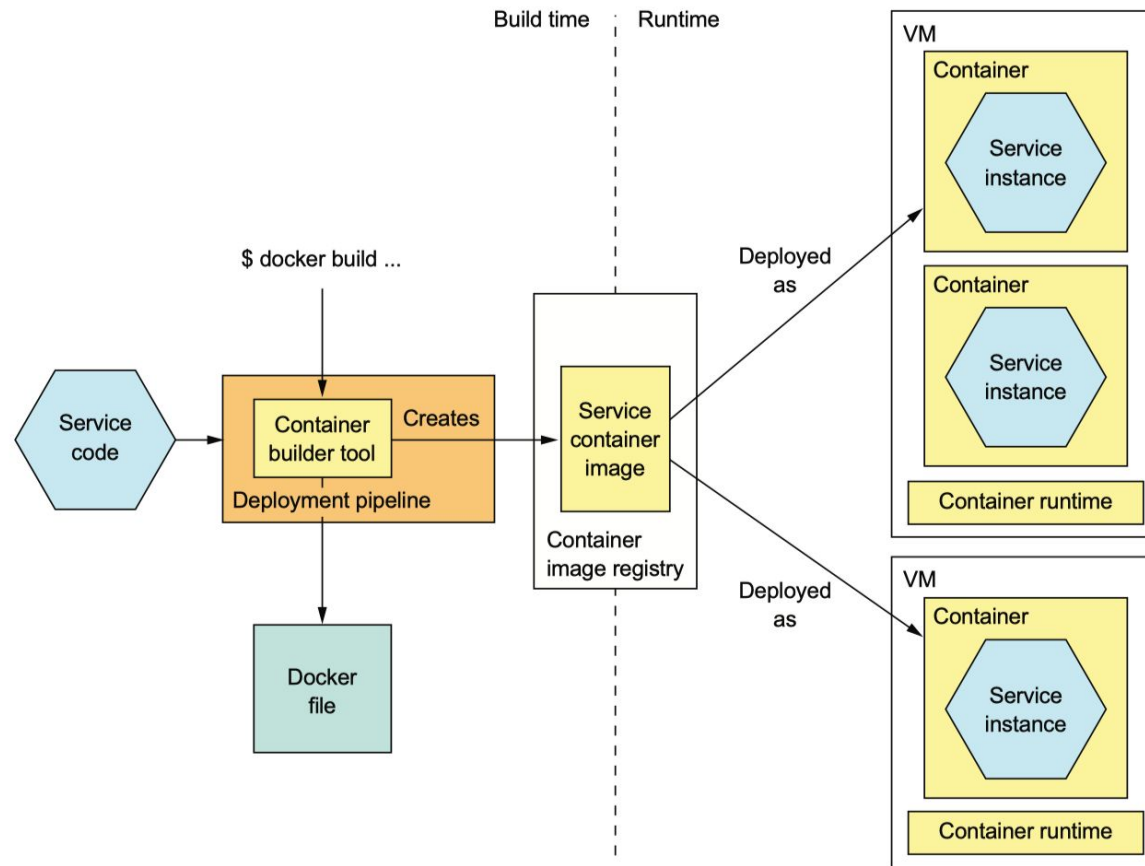 Build time
Runtime
VM
Container
Service
instance
$ docker build ...
Deployed
as
Container
Service
instance
Service
code
Container
builder tool
Creates
Deployment pipeline
Service
container
image
Container
image registry
Container runtime
VM
Deployed
as
Container
Service
instance
Docker
file
Container runtime